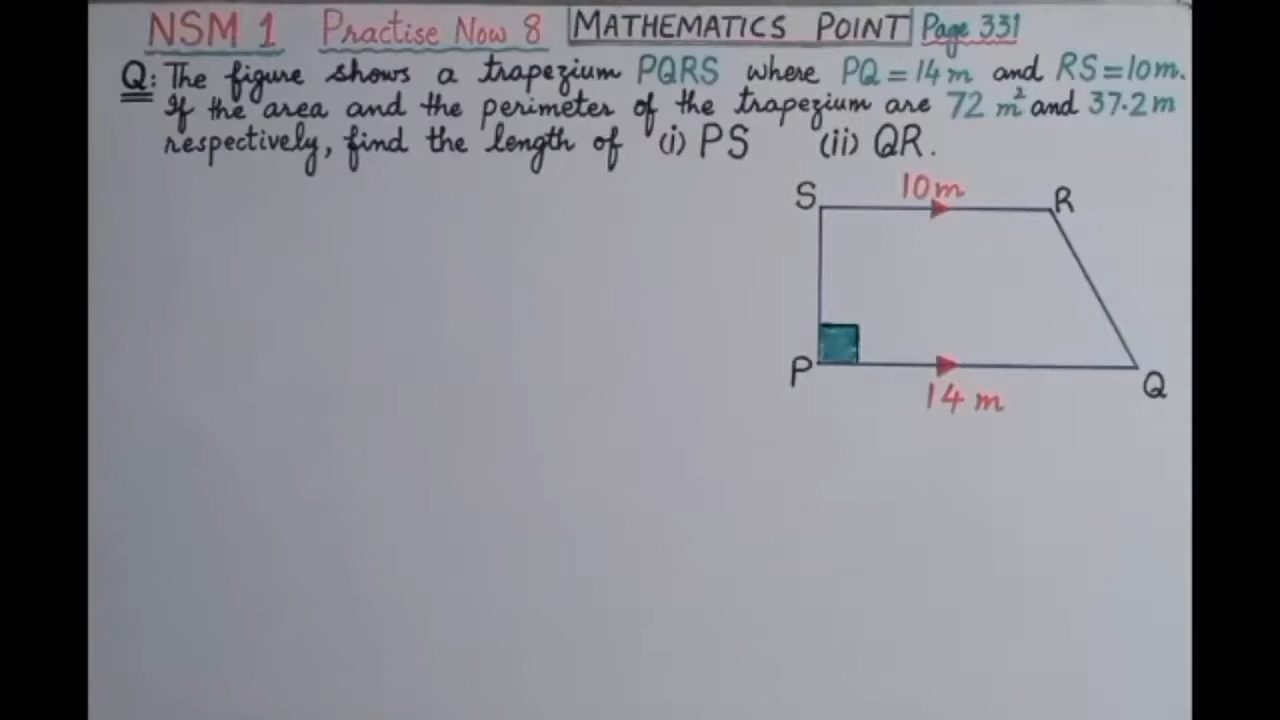 NSM 1 Practise Now 8 MATHEMATICS POINT Page 331
Q: The figure shows a trapezium PQRS where PQ = 14 m and RS = 10 m.
If the area and the perimeter of the trapezium are 72 m² and 37.2 m
respectively, find the length of (i) PS (ii) QR.
10 m
S R
P Q
14 m